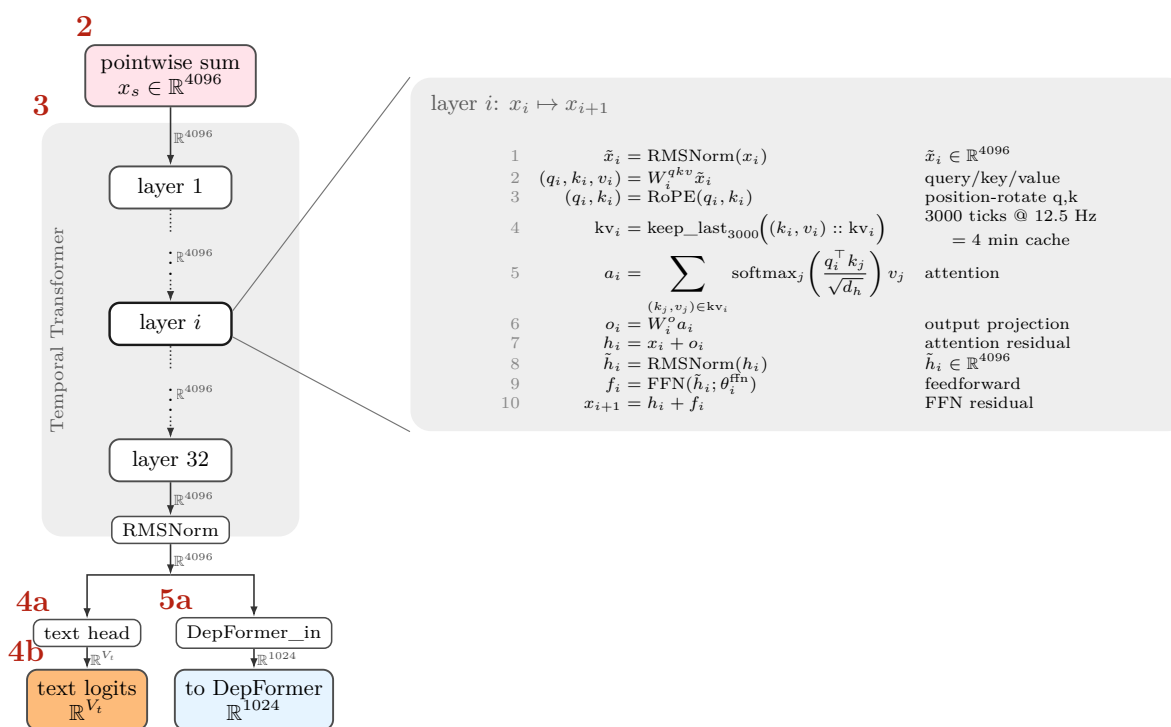 2
pointwise sum
x_s ∈ ℝ^4096
3
ℝ^4096
Temporal Transformer
layer 1
ℝ^4096
layer i
ℝ^4096
layer 32
ℝ^4096
RMSNorm
ℝ^4096
4a
5a
text head
DepFormer_in
4b
ℝ^{V_t}
ℝ^1024
text logits
ℝ^{V_t}
to DepFormer
ℝ^1024
layer i: x_i ↦ x_{i+1}
1 x̃_i = RMSNorm(x_i) x̃_i ∈ ℝ^4096
2 (q_i, k_i, v_i) = W_i^{qkv} x̃_i query/key/value
3 (q_i, k_i) = RoPE(q_i, k_i) position-rotate q,k
4 kv_i = keep_last_3000((k_i, v_i) :: kv_i) 3000 ticks @ 12.5 Hz
= 4 min cache
5 a_i = ∑_{(k_j,v_j)∈kv_i} softmax_j(q_i^⊤ k_j / √d_h) v_j attention
6 o_i = W_i^o a_i output projection
7 h_i = x_i + o_i attention residual
8 h̃_i = RMSNorm(h_i) h̃_i ∈ ℝ^4096
9 f_i = FFN(h̃_i; θ_i^{ffn}) feedforward
10 x_{i+1} = h_i + f_i FFN residual